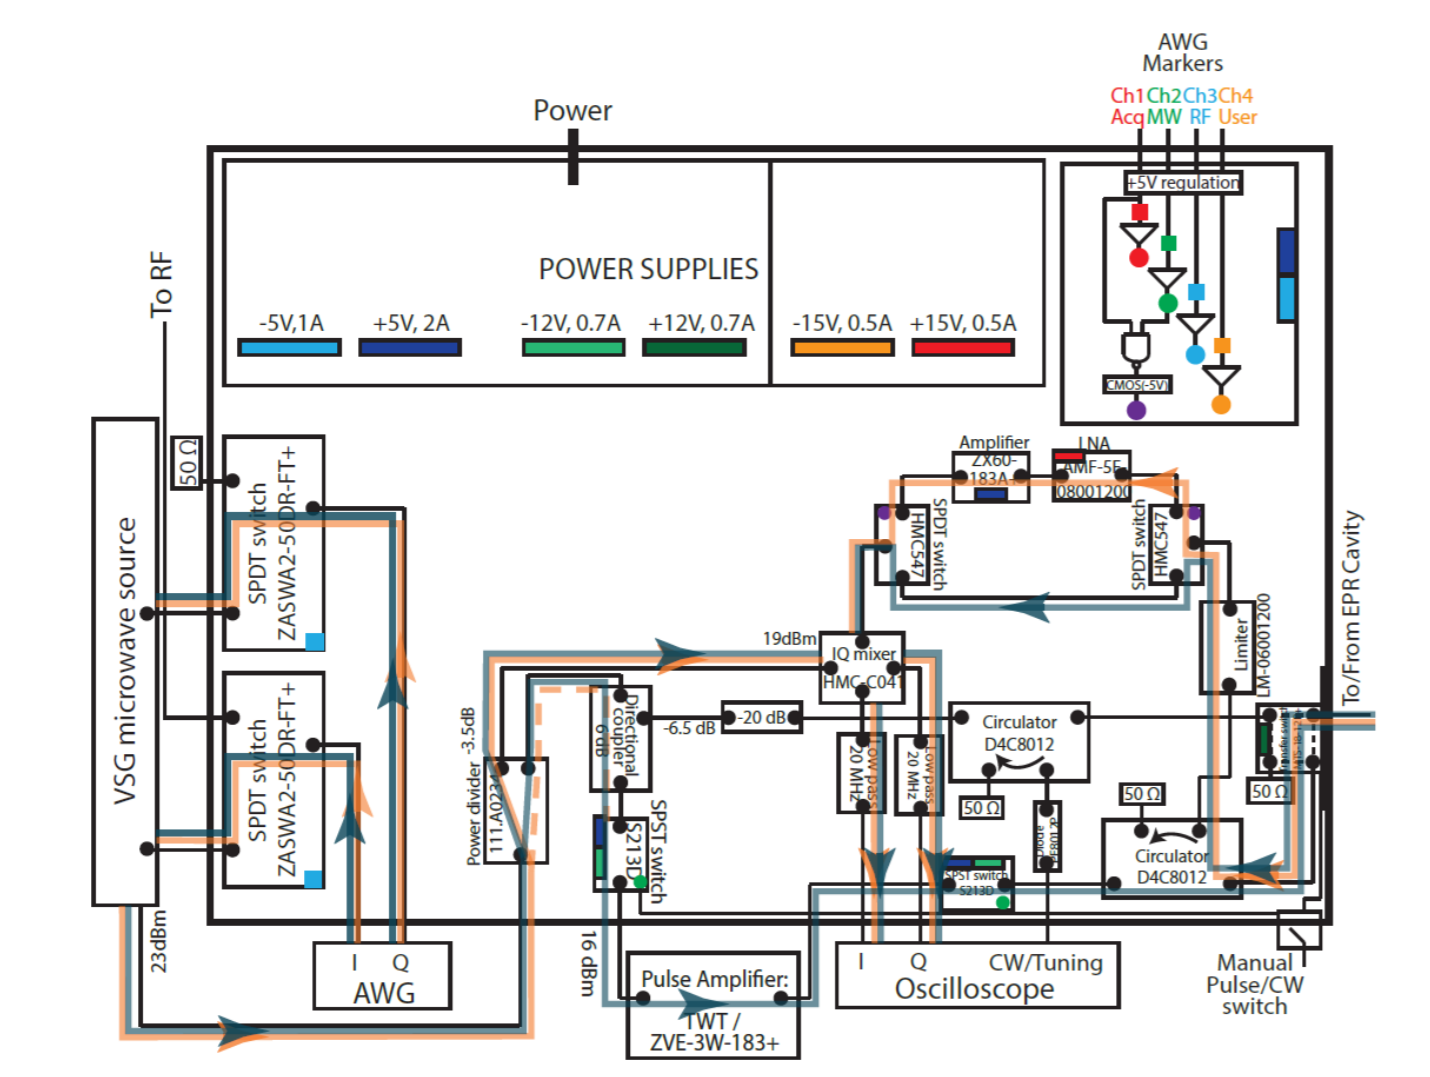 AWG
Markers
Ch1 Ch2 Ch3 Ch4
Acq MW RF User
Power
+5V regulation
To RF
POWER SUPPLIES
-5V,1A
+5V, 2A
-12V, 0.7A
+12V, 0.7A
-15V, 0.5A
+15V, 0.5A
CMOS(-5V)
50 Ω
SPDT switch
ZASWA2-50DR-FT+
VSG microwave source
SPDT switch
ZASWA2-50DR-FT+
Amplifier
ZX60-
183A+
LNA
AMF-5F-
08001200
SPDT switch
HMC547
SPDT switch
HMC547
To/From EPR Cavity
Limiter
LM-06001200
19dBm
IQ mixer
HMC-C041
-3.5dB
Power divider
111.A0234
Directional
coupler
6dB
-6.5 dB
-20 dB
Circulator
D4C8012
50 Ω
Low pass
20 MHz
Low pass
20 MHz
Diode
Transfer switch
50 Ω
50 Ω
Circulator
D4C8012
SPST switch
S213D
SPST switch
S213D
23dBm
16 dBm
I
Q
AWG
Pulse Amplifier:
TWT /
ZVE-3W-183+
I
Q
CW/Tuning
Oscilloscope
Manual
Pulse/CW
switch